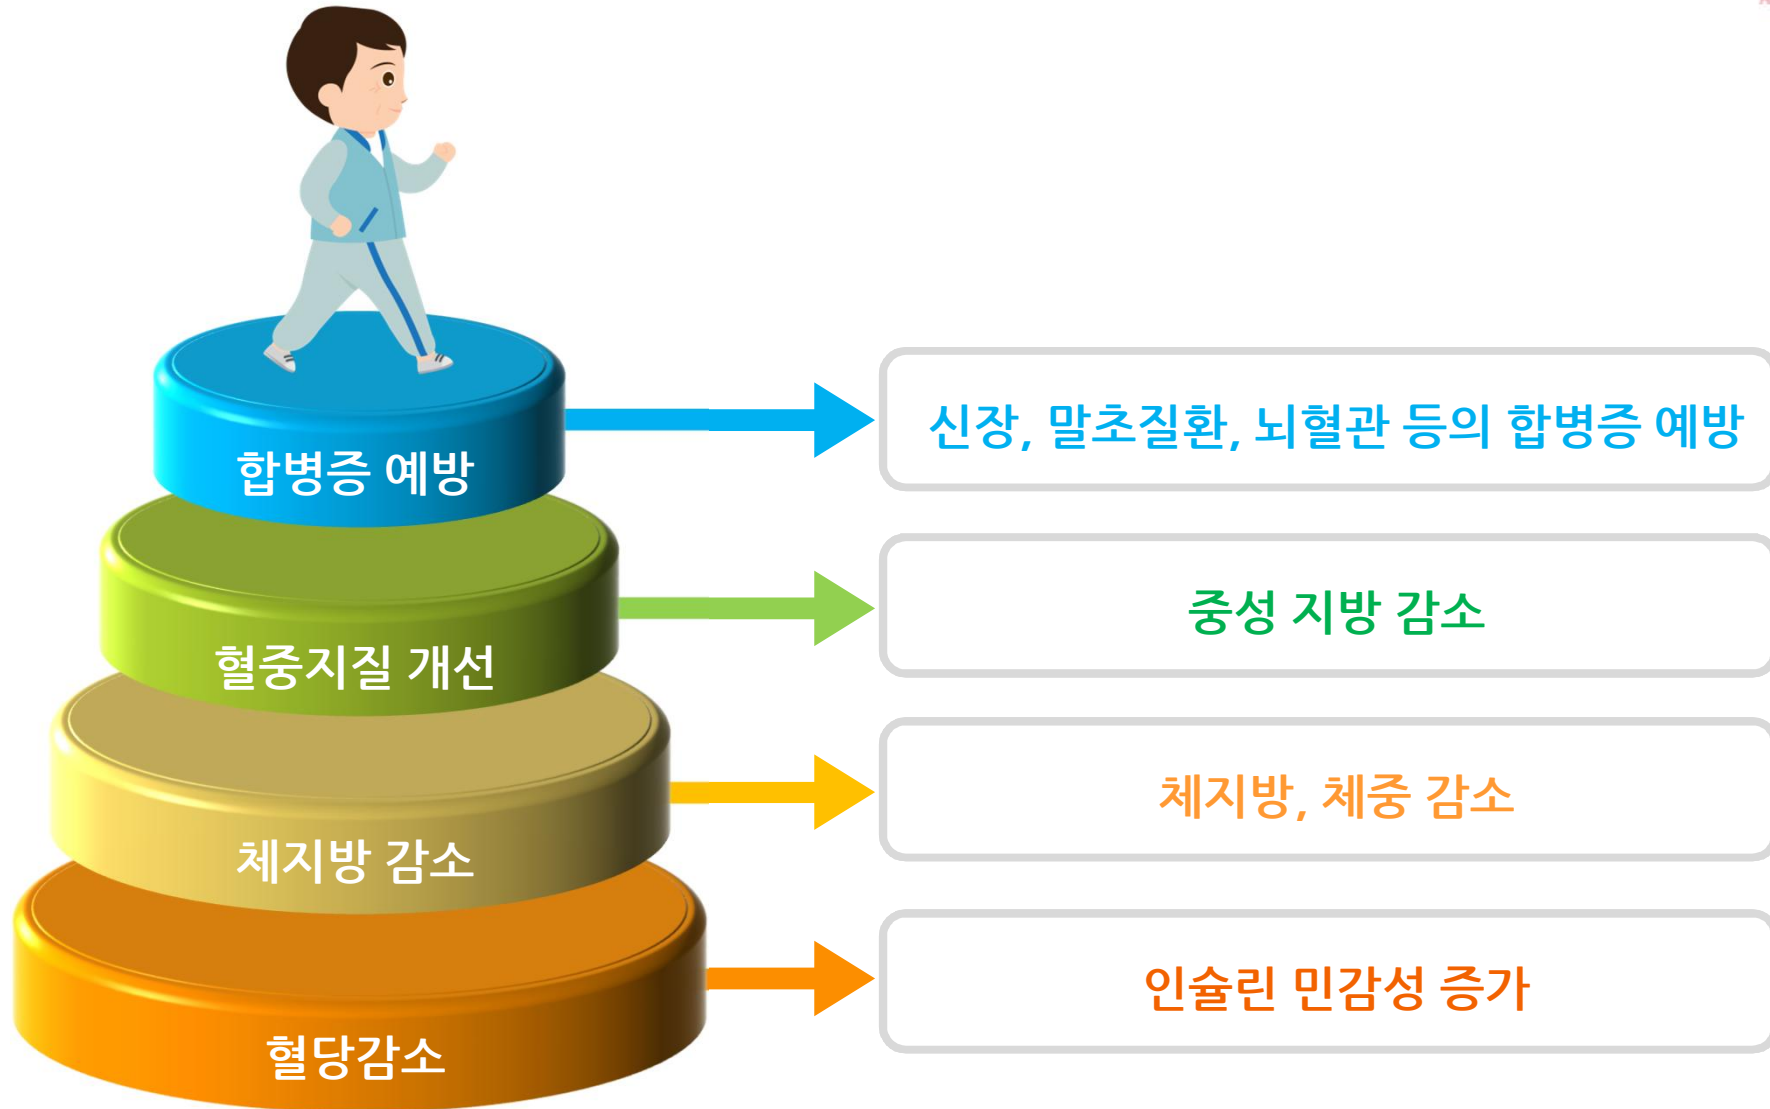 합병증 예방
신장, 말초질환, 뇌혈관 등의 합병증 예방
혈중지질 개선
중성 지방 감소
체지방 감소
체지방, 체중 감소
혈당감소
인슐린 민감성 증가